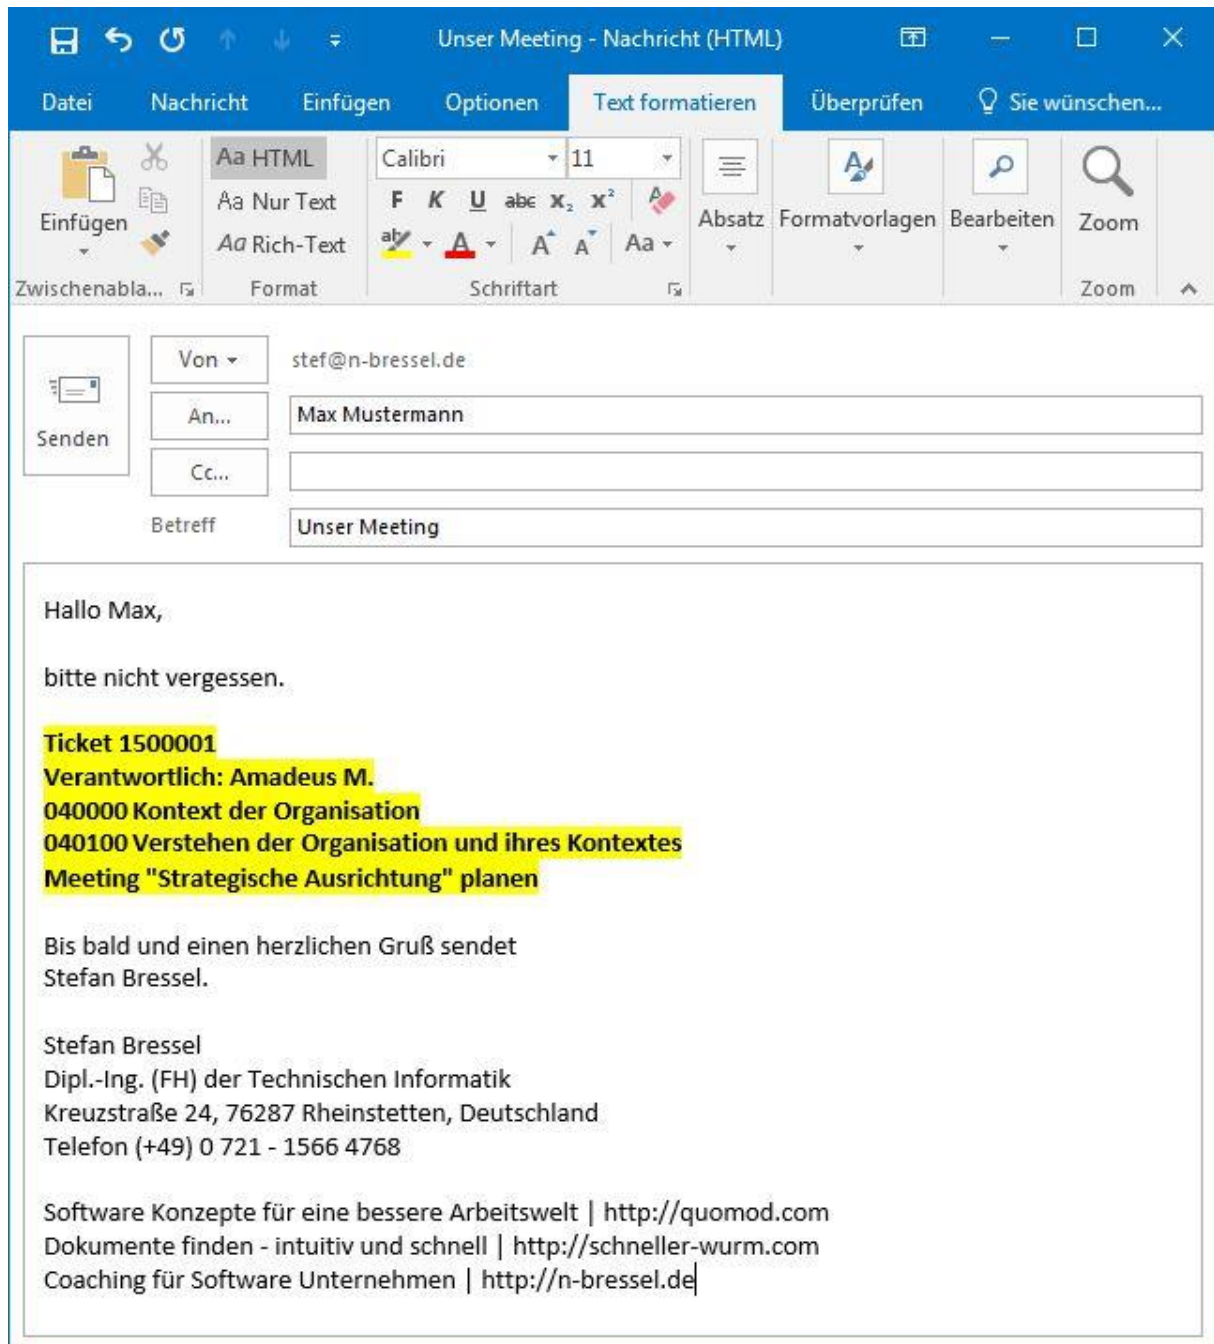 Unser Meeting - Nachricht (HTML)
Datei Nachricht Einfügen Optionen Text formatieren Überprüfen Sie wünschen...
Einfügen
Zwischenabla...
Aa HTML
Aa Nur Text
Aa Rich-Text
Format
Calibri 11
F K U abc x₂ x²
ab A A A Aa
Schriftart
Absatz
Formatvorlagen
Bearbeiten
Zoom
Zoom
Senden
Von stef@n-bressel.de
An... Max Mustermann
Cc...
Betreff Unser Meeting
Hallo Max,
bitte nicht vergessen.
Ticket 1500001
Verantwortlich: Amadeus M.
040000 Kontext der Organisation
040100 Verstehen der Organisation und ihres Kontextes
Meeting "Strategische Ausrichtung" planen
Bis bald und einen herzlichen Gruß sendet
Stefan Bressel.
Stefan Bressel
Dipl.-Ing. (FH) der Technischen Informatik
Kreuzstraße 24, 76287 Rheinstetten, Deutschland
Telefon (+49) 0 721 - 1566 4768
Software Konzepte für eine bessere Arbeitswelt | http://quomod.com
Dokumente finden - intuitiv und schnell | http://schneller-wurm.com
Coaching für Software Unternehmen | http://n-bressel.de